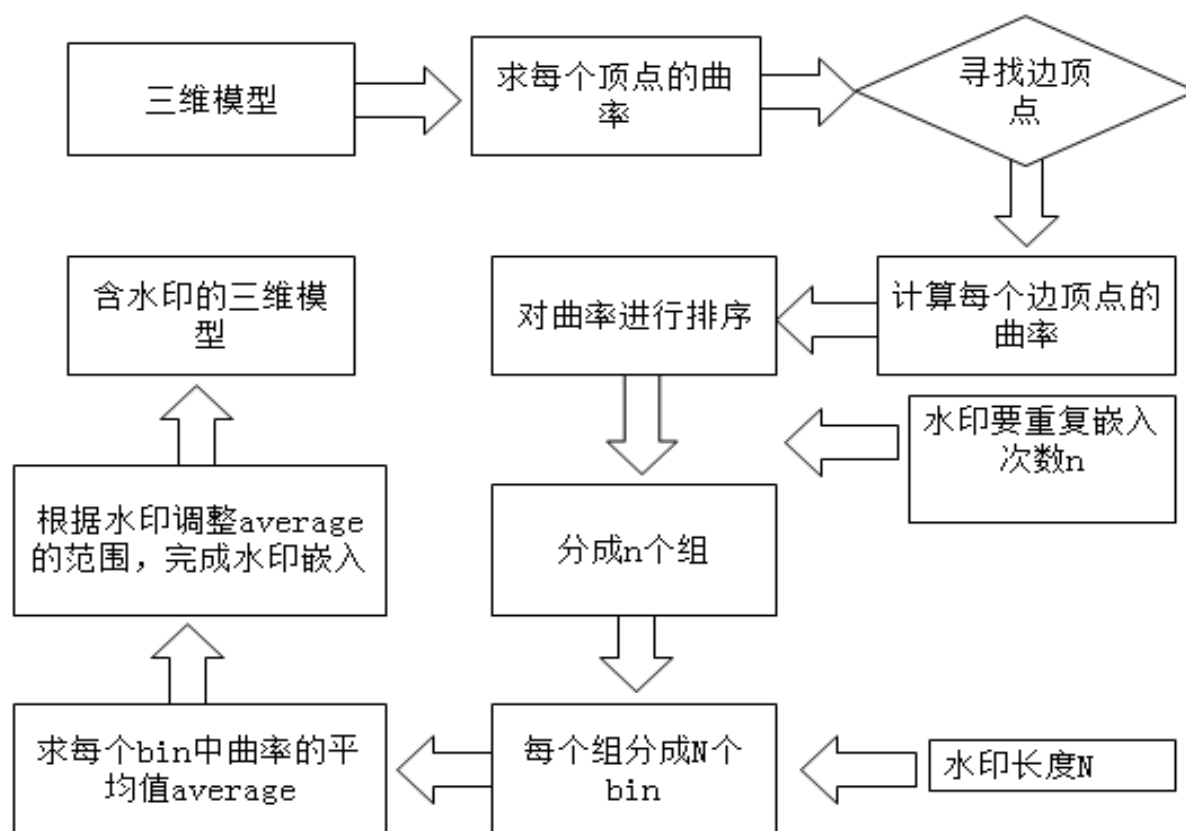 三维模型
求每个顶点的曲
率
寻找边顶
点
含水印的三维模
型
对曲率进行排序
计算每个边顶点的
曲率
水印要重复嵌入
次数n
根据水印调整average
的范围，完成水印嵌入
分成n个组
求每个bin中曲率的平
均值average
每个组分成N个
bin
水印长度N